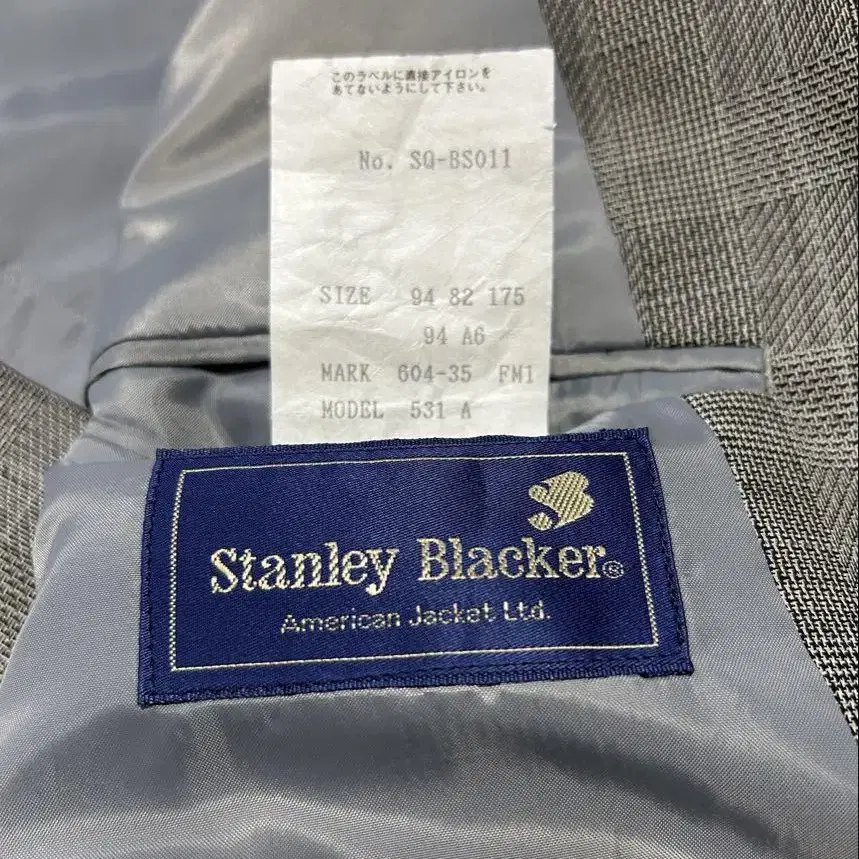 このラベルに直接アイロンを
あてないようにして下さい。
No. SQ-BS011
SIZE 94 82 175
94 A6
MARK 604-35 FM1
MODEL 531 A
Stanley Blacker®
American Jacket Ltd.